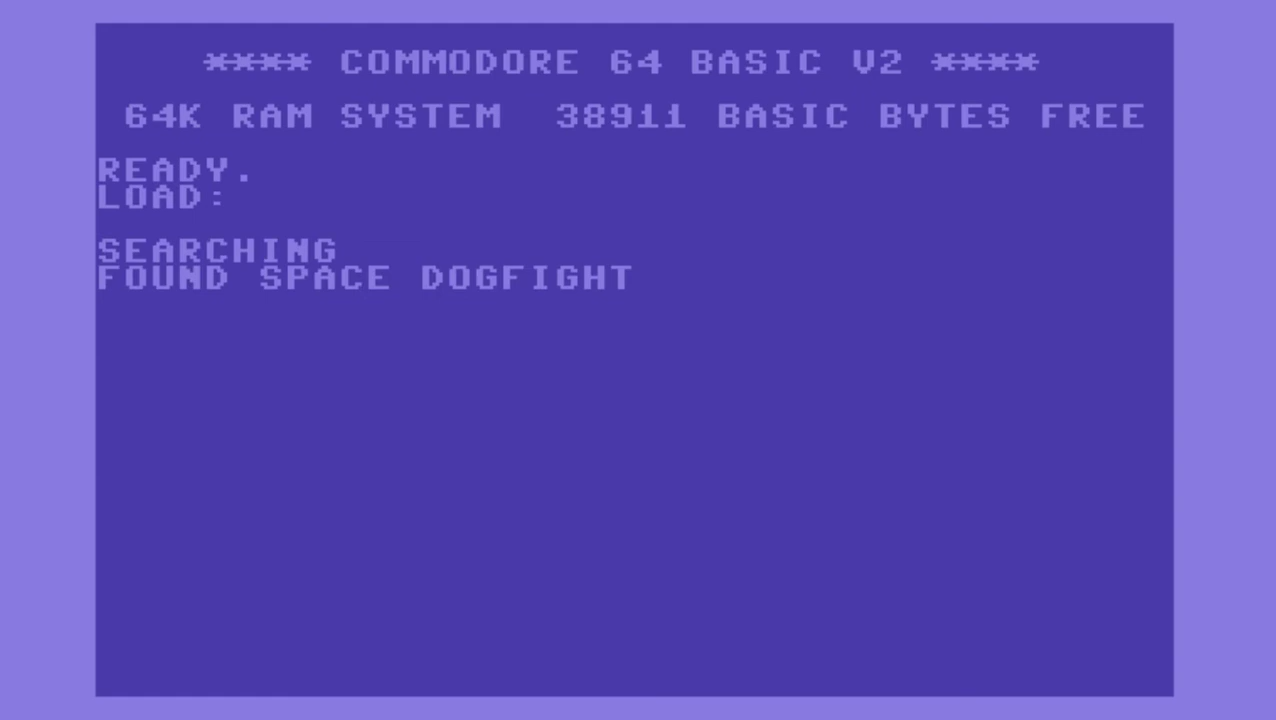 **** COMMODORE 64 BASIC V2 ****
64K RAM SYSTEM  38911 BASIC BYTES FREE
READY.
LOAD:
SEARCHING
FOUND SPACE DOGFIGHT